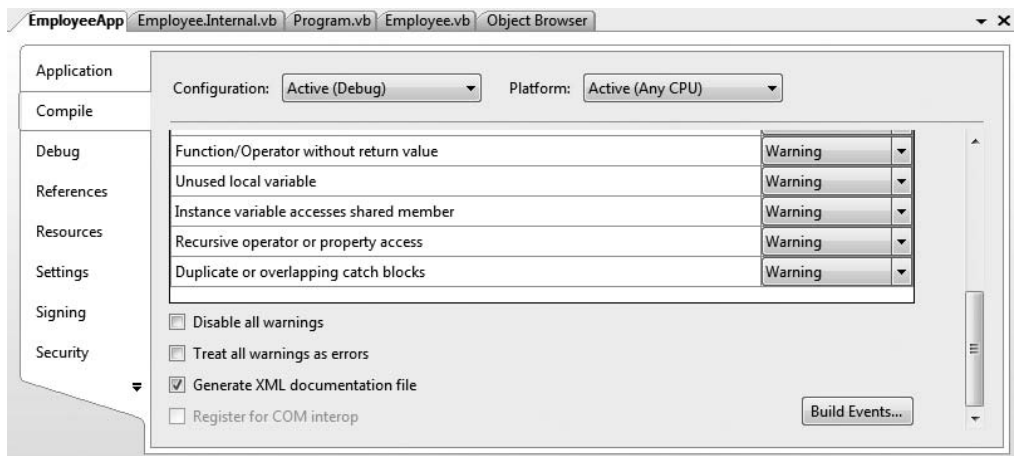 EmployeeApp Employee.Internal.vb Program.vb Employee.vb Object Browser
Application
Compile
Debug
References
Resources
Settings
Signing
Security
Configuration: Active (Debug) Platform: Active (Any CPU)
Function/Operator without return value Warning
Unused local variable Warning
Instance variable accesses shared member Warning
Recursive operator or property access Warning
Duplicate or overlapping catch blocks Warning
Disable all warnings
Treat all warnings as errors
Generate XML documentation file
Register for COM interop
Build Events...